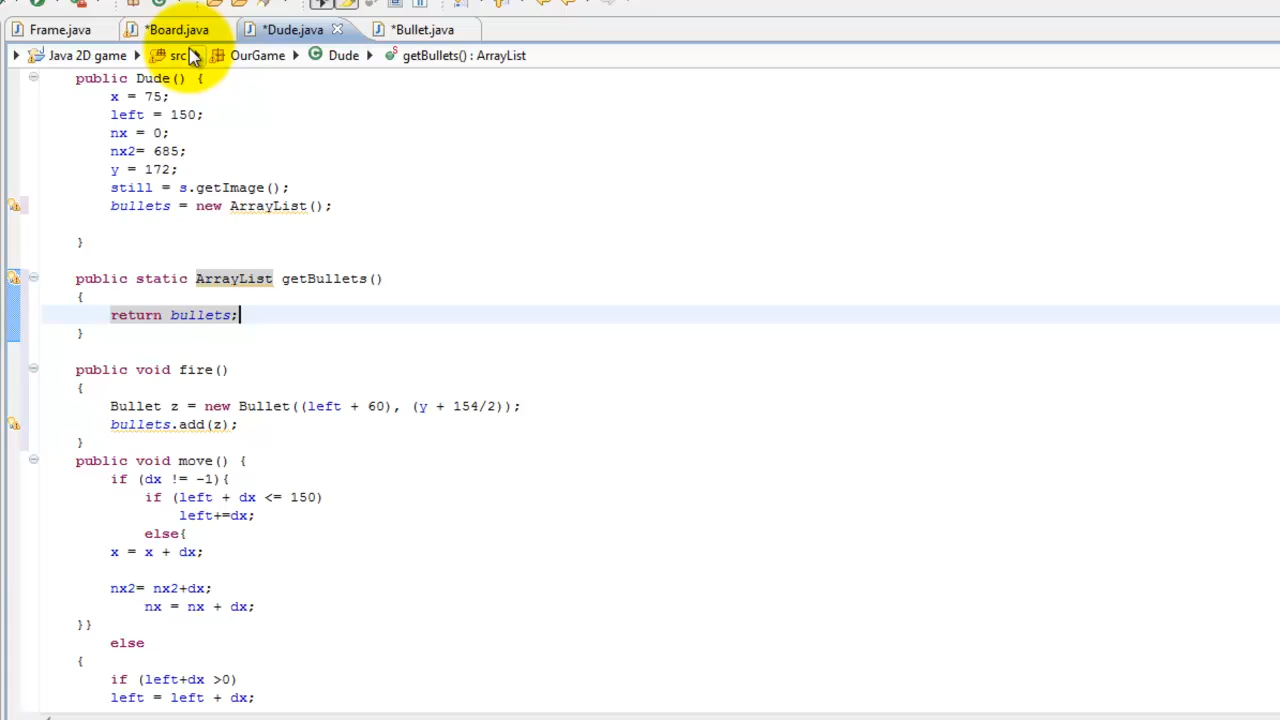 Frame.java *Board.java *Dude.java *Bullet.java
Java 2D game src OurGame Dude getBullets() : ArrayList
public Dude() {
x = 75;
left = 150;
nx = 0;
nx2= 685;
y = 172;
still = s.getImage();
bullets = new ArrayList();
}
public static ArrayList getBullets()
{
return bullets;
}
public void fire()
{
Bullet z = new Bullet((left + 60), (y + 154/2));
bullets.add(z);
}
public void move() {
if (dx != -1){
if (left + dx <= 150)
left+=dx;
else{
x = x + dx;
nx2= nx2+dx;
nx = nx + dx;
}}
else
{
if (left+dx >0)
left = left + dx;